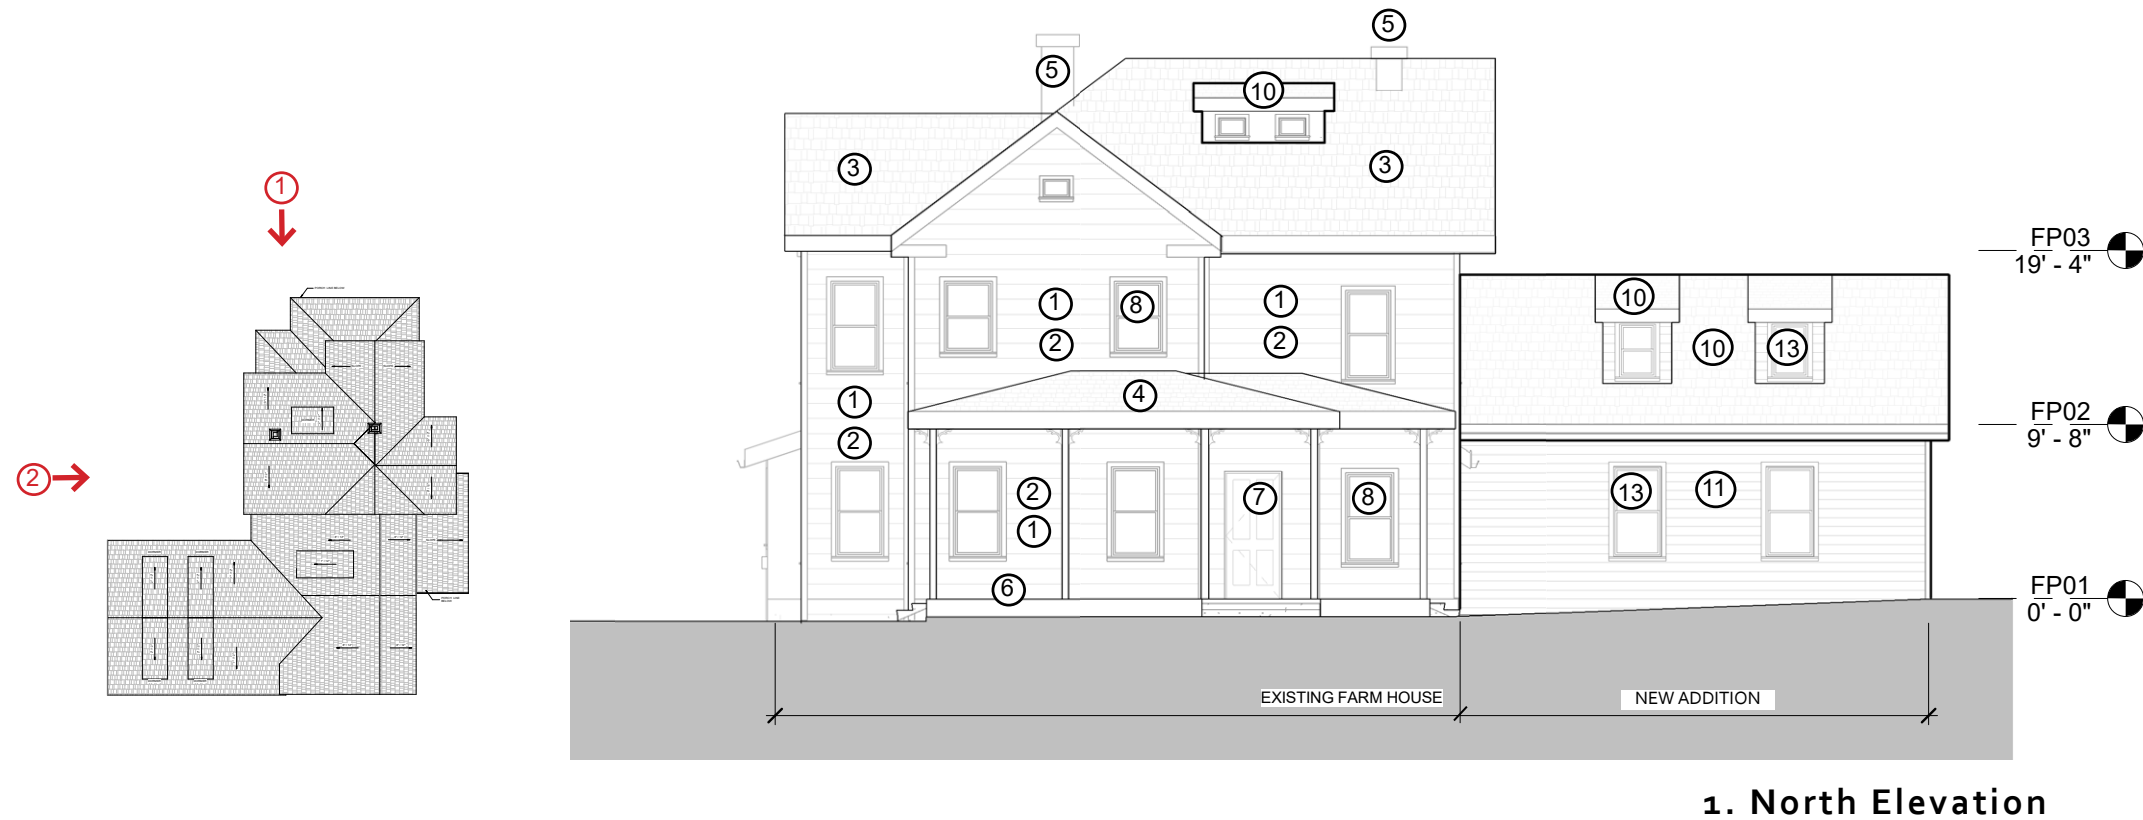 1
2
5
5
10
3
3
FP03
19' - 4"
10
1
8
1
2
2
10
13
4
1
2
FP02
9' - 8"
2
7
8
13
11
1
6
FP01
0' - 0"
EXISTING FARM HOUSE
NEW ADDITION
1. North Elevation